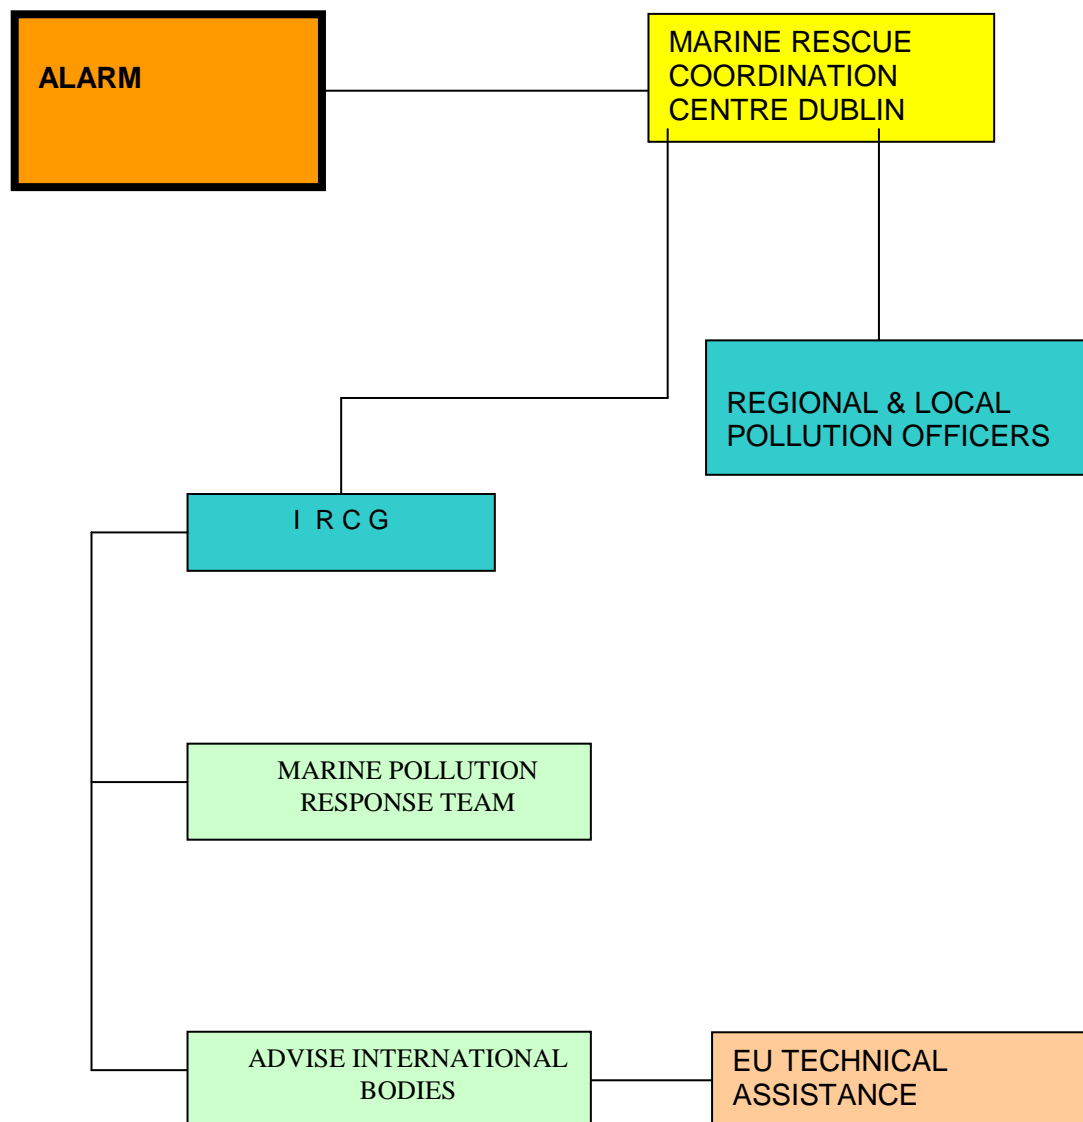 ALARM
MARINE RESCUE
COORDINATION
CENTRE DUBLIN
REGIONAL & LOCAL
POLLUTION OFFICERS
I R C G
MARINE POLLUTION
RESPONSE TEAM
ADVISE INTERNATIONAL
BODIES
EU TECHNICAL
ASSISTANCE